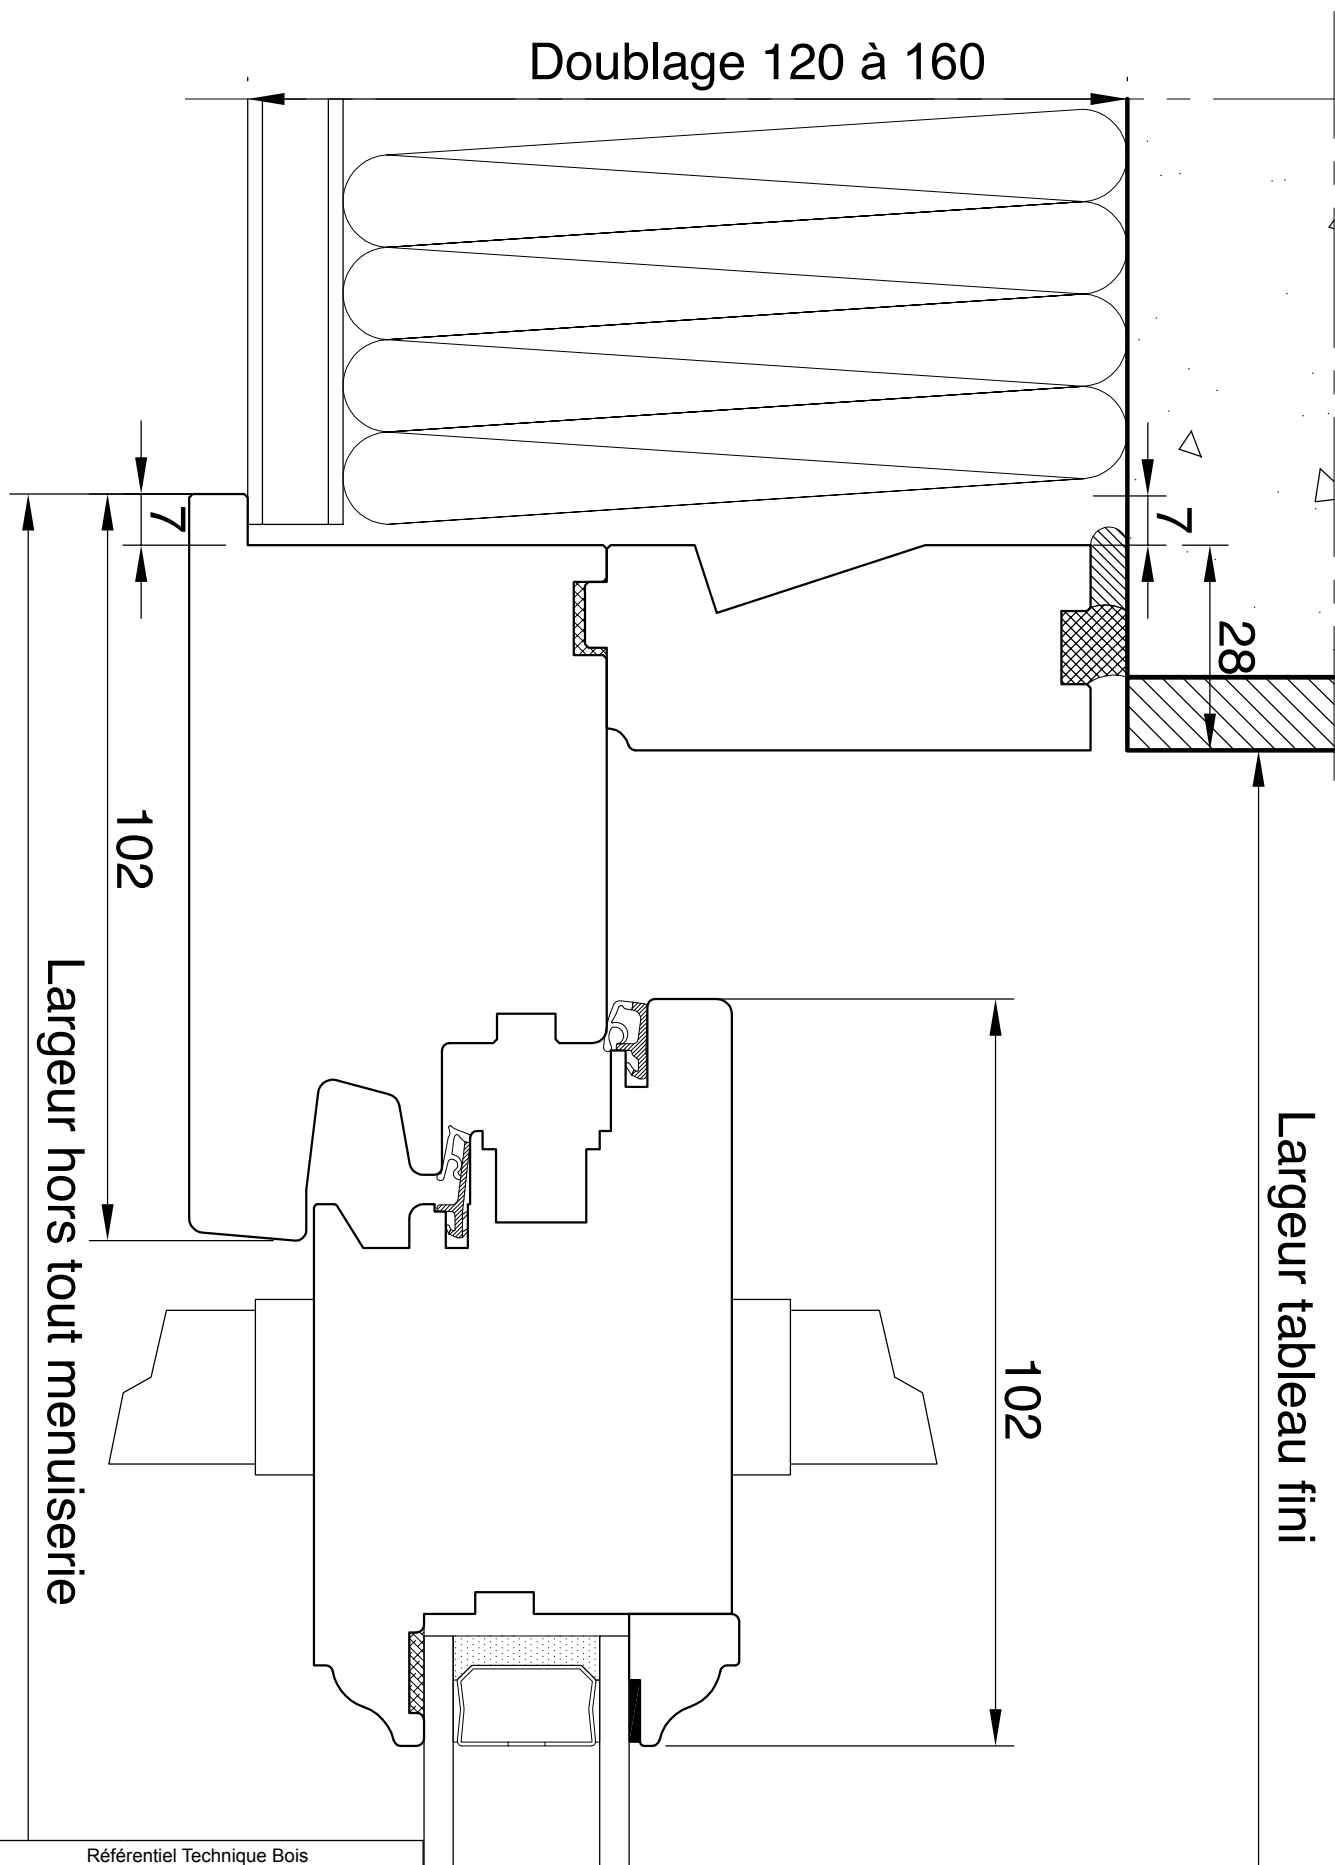 Doublage 120 à 160
7
7
28
102
Largeur hors tout menuiserie
102
Largeur tableau fini
Référentiel Technique Bois